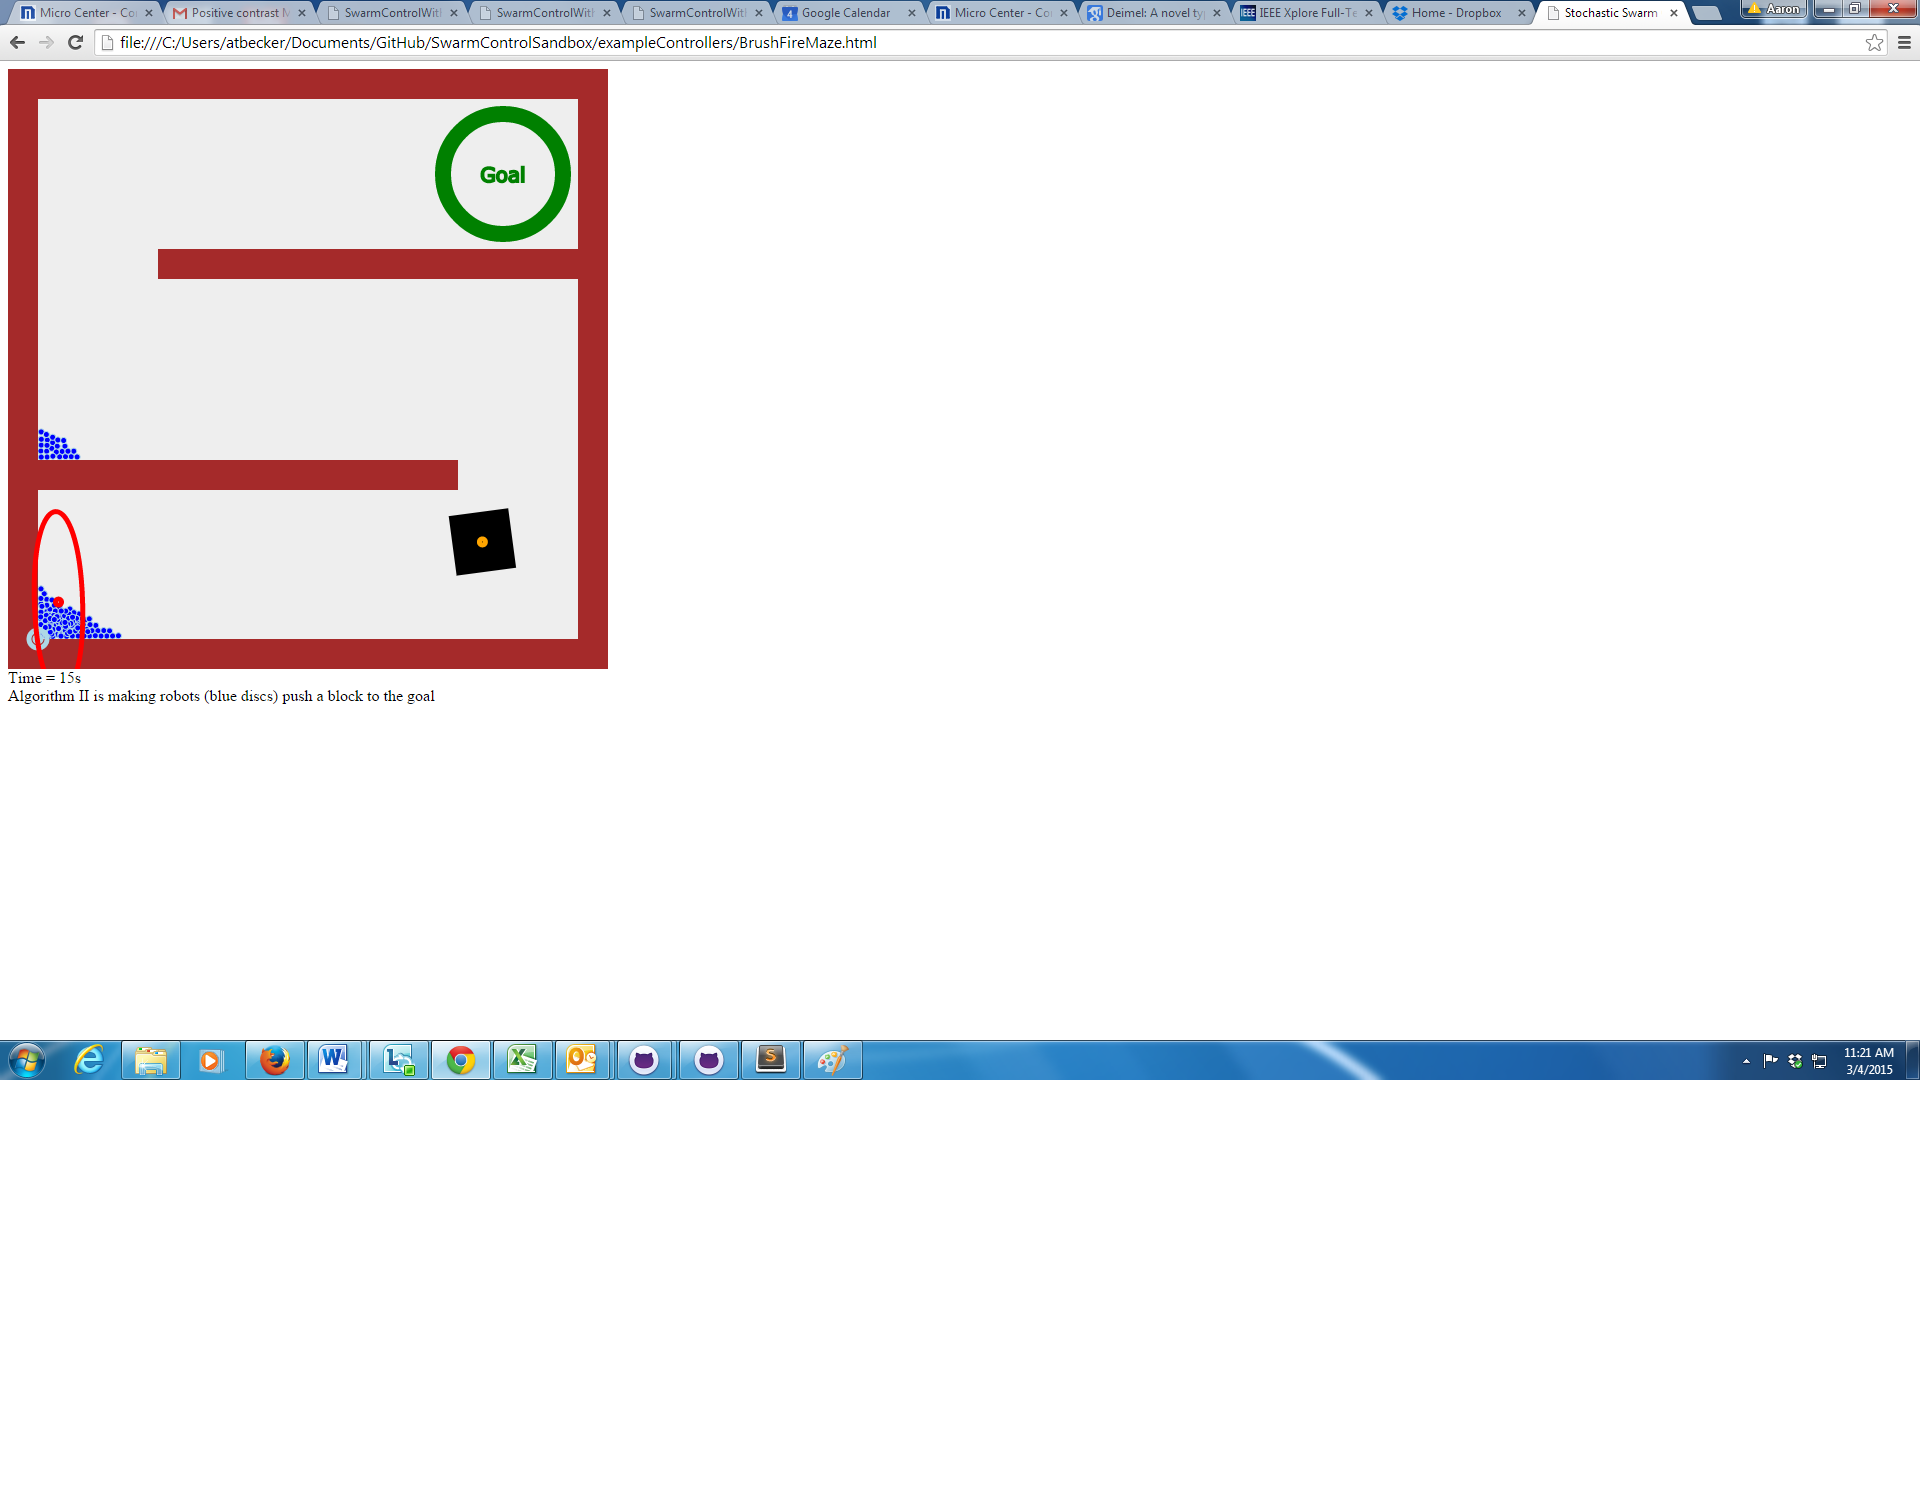 Micro Center - Co
Positive contrast M
SwarmControlWit
SwarmControlWit
SwarmControlWit
4 Google Calendar
Micro Center - Co
Deimel: A novel ty
IEEE IEEE Xplore Full-Te
Home - Dropbox
Stochastic Swarm
Aaron
file:///C:/Users/atbecker/Documents/GitHub/SwarmControlSandbox/exampleControllers/BrushFireMaze.html
Goal
Time = 15s
Algorithm II is making robots (blue discs) push a block to the goal
11:21 AM
3/4/2015